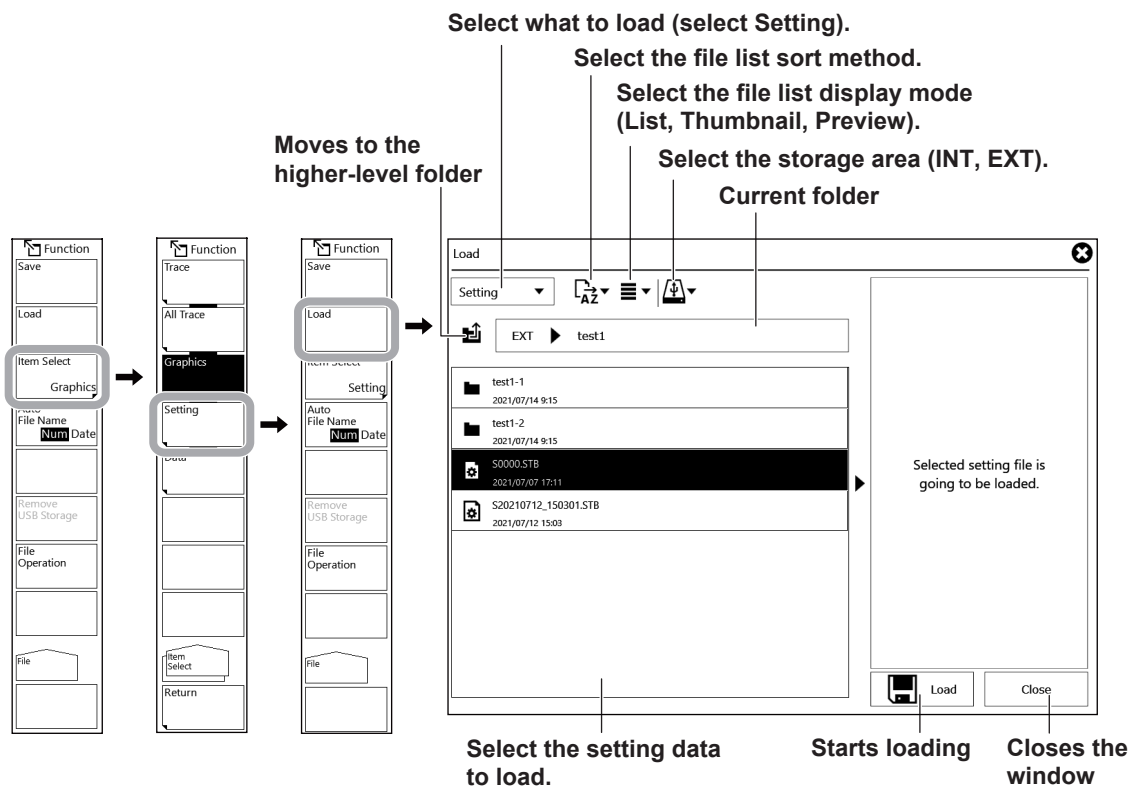 Select what to load (select Setting).
Select the file list sort method.
Select the file list display mode
(List, Thumbnail, Preview).
Moves to the
higher-level folder
Select the storage area (INT, EXT).
Current folder
Function
Save
Load
Item Select
Graphics
Auto
File Name
Num Date
Remove
USB Storage
File
Operation
File
Function
Trace
All Trace
Graphics
Setting
Data
Item
Select
Return
Function
Save
Load
Item Select
Setting
Auto
File Name
Num Date
Remove
USB Storage
File
Operation
File
Load
Setting
AZ
EXT test1
test1-1
2021/07/14 9:15
test1-2
2021/07/14 9:15
S0000.STB
2021/07/07 17:11
S20210712_150301.STB
2021/07/12 15:03
Selected setting file is
going to be loaded.
Load
Close
Select the setting data
to load.
Starts loading
Closes the
window